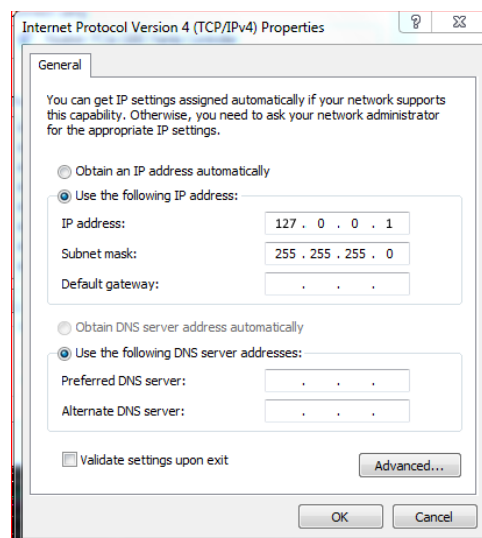 Internet Protocol Version 4 (TCP/IPv4) Properties
General
You can get IP settings assigned automatically if your network supports
this capability. Otherwise, you need to ask your network administrator
for the appropriate IP settings.
Obtain an IP address automatically
Use the following IP address:
IP address: 127 . 0 . 0 . 1
Subnet mask: 255 . 255 . 255 . 0
Default gateway: . . .
Obtain DNS server address automatically
Use the following DNS server addresses:
Preferred DNS server: . . .
Alternate DNS server: . . .
Validate settings upon exit
Advanced...
OK Cancel